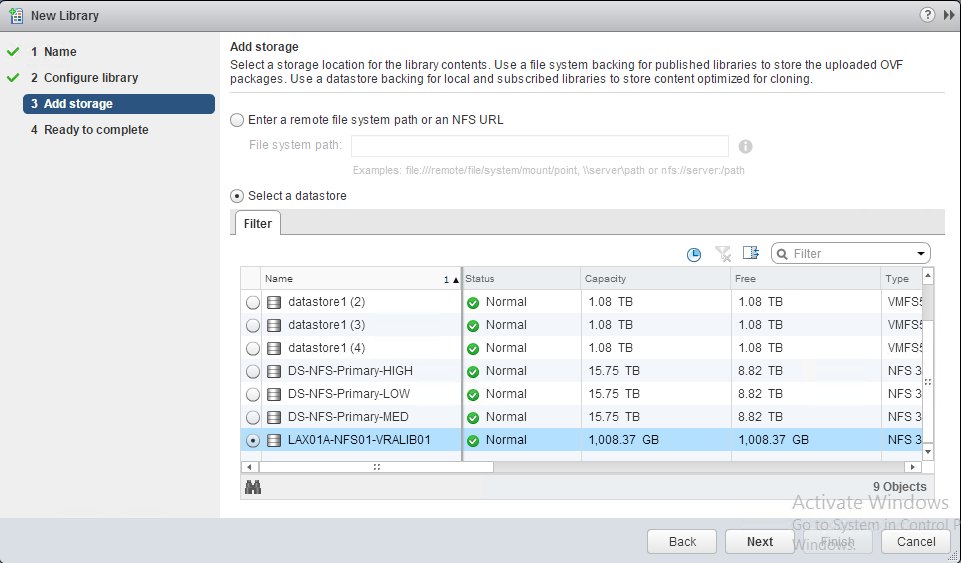 New Library
?
1 Name
2 Configure library
3 Add storage
4 Ready to complete
Add storage
Select a storage location for the library contents. Use a file system backing for published libraries to store the uploaded OVF
packages. Use a datastore backing for local and subscribed libraries to store content optimized for cloning.
Enter a remote file system path or an NFS URL
File system path:
Examples: file:///remote/file/system/mount/point, \\server\path or nfs://server:/path
Select a datastore
Filter
Filter
Name 1 Status Capacity Free Type
datastore1 (2) Normal 1.08 TB 1.08 TB VMFS5
datastore1 (3) Normal 1.08 TB 1.08 TB VMFS5
datastore1 (4) Normal 1.08 TB 1.08 TB VMFS5
DS-NFS-Primary-HIGH Normal 15.75 TB 8.82 TB NFS 3
DS-NFS-Primary-LOW Normal 15.75 TB 8.82 TB NFS 3
DS-NFS-Primary-MED Normal 15.75 TB 8.82 TB NFS 3
LAX01A-NFS01-VRALIB01 Normal 1,008.37 GB 1,008.37 GB NFS 3
9 Objects
Activate Windows
Go to System in Control P
Windows.
Back Next Finish Cancel